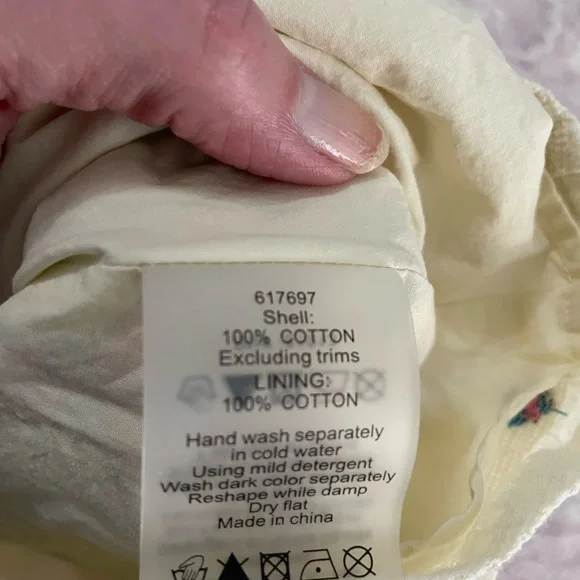 617697
Shell:
100% COTTON
Excluding trims
LINING:
100% COTTON
Hand wash separately
in cold water
Using mild detergent
Wash dark color separately
Reshape while damp
Dry flat
Made in china